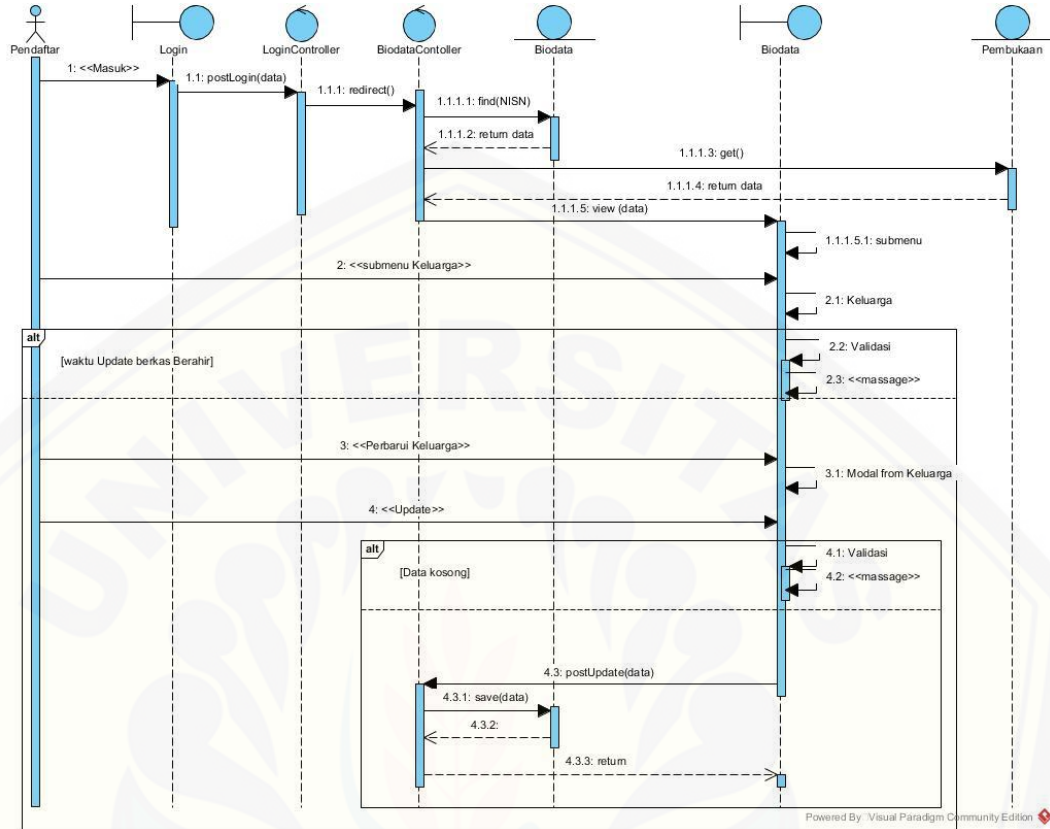 Pendaftar
Login
LoginController
BiodataContoller
Biodata
Biodata
Pembukaan
1: <<Masuk>>
1.1: postLogin(data)
1.1.1: redirect()
1.1.1.1: find(NISN)
1.1.1.2: return data
1.1.1.3: get()
1.1.1.4: return data
1.1.1.5: view (data)
1.1.1.5.1: submenu
2: <<submenu Keluarga>>
2.1: Keluarga
alt
[waktu Update berkas Berahir]
2.2: Validasi
2.3: <<massage>>
3: <<Perbarui Keluarga>>
3.1: Modal from Keluarga
4: <<Update>>
alt
[Data kosong]
4.1: Validasi
4.2: <<massage>>
4.3: postUpdate(data)
4.3.1: save(data)
4.3.2:
4.3.3: return
UNIVERSITAS
Powered By Visual Paradigm Community Edition